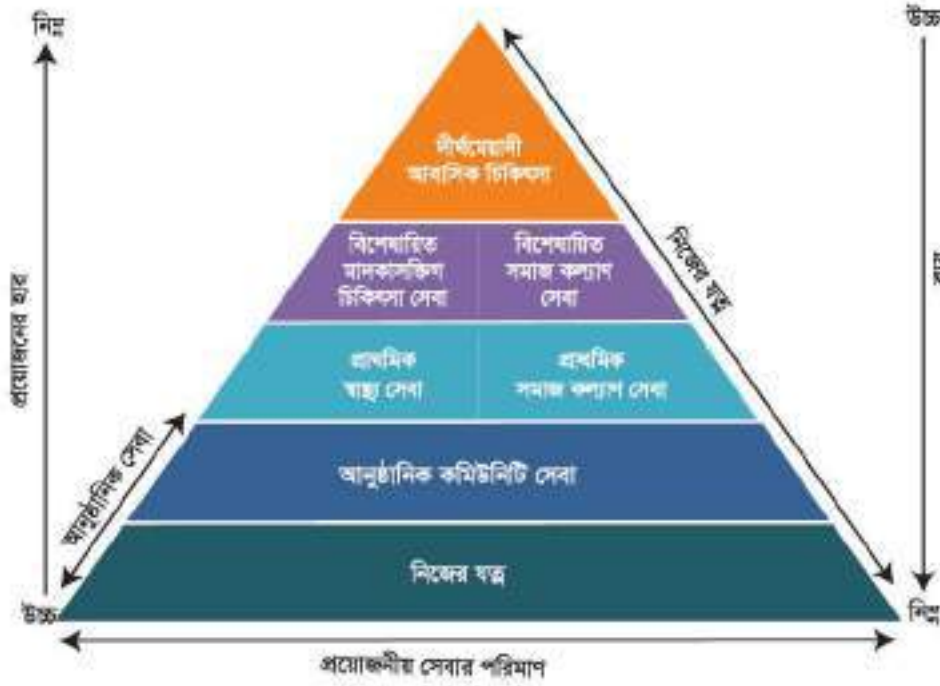 নিম্ন
উচ্চ
দীর্ঘমেয়াদী
আবাসিক চিকিৎসা
বিশেষায়িত
মাদকাসক্তি
চিকিৎসা সেবা
বিশেষায়িত
সমাজ কল্যাণ
সেবা
নিজের যত্ন
প্রয়োজনের হার
প্রাথমিক
স্বাস্থ্য সেবা
প্রাথমিক
সমাজ কল্যাণ সেবা
আনুষ্ঠানিক সেবা
আনুষ্ঠানিক কমিউনিটি সেবা
নিজের যত্ন
উচ্চ
নিম্ন
প্রয়োজনীয় সেবার পরিমাণ